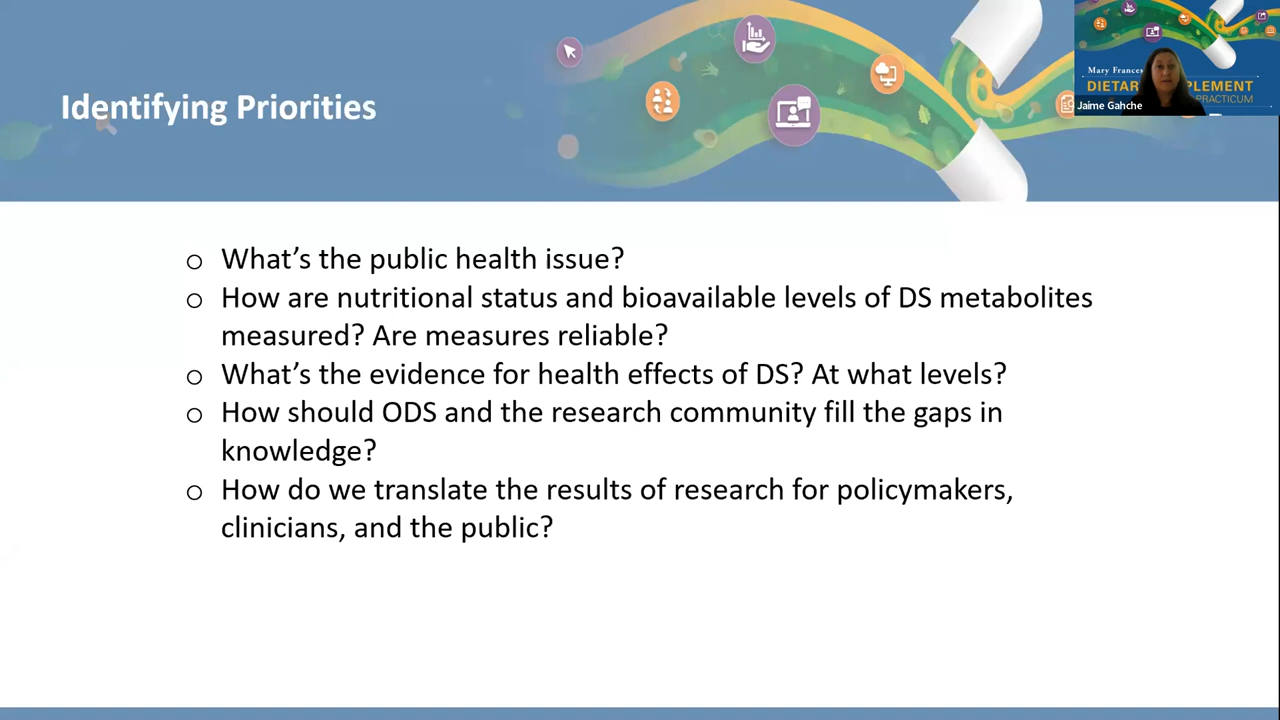 Identifying Priorities
Mary Frances
DIETAR PLEMENT
PRACTICUM
Jaime Gahche
o What's the public health issue?
o How are nutritional status and bioavailable levels of DS metabolites
measured? Are measures reliable?
o What's the evidence for health effects of DS? At what levels?
o How should ODS and the research community fill the gaps in
knowledge?
o How do we translate the results of research for policymakers,
clinicians, and the public?